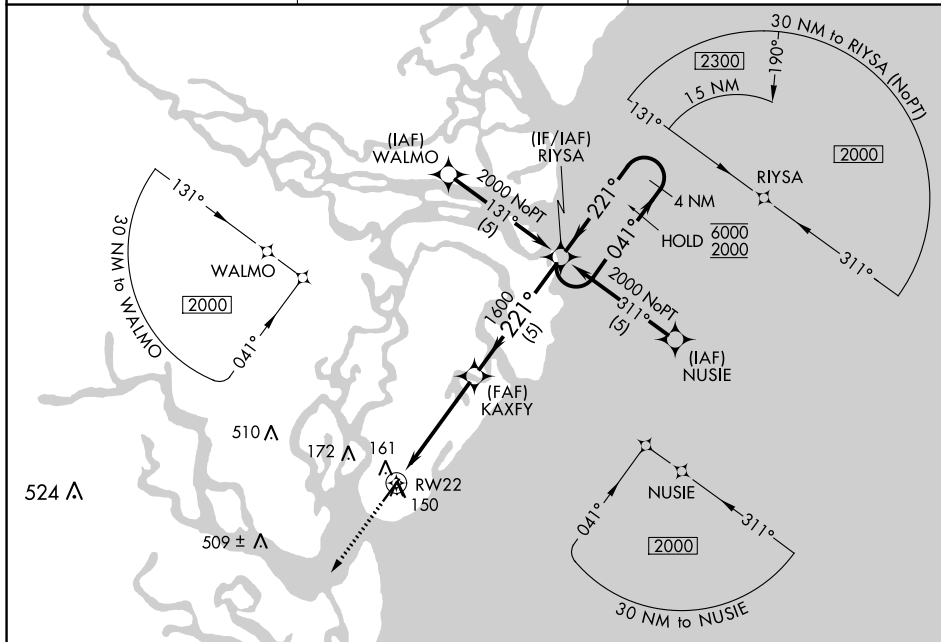 30 NM to RIYSA (NoPT)
2300
190°
15 NM
131°
2000
RIYSA
311°
(IAF)
WALMO
2000 NoPT
131°
(5)
(IF/IAF)
RIYSA
221°
041°
4 NM
HOLD 6000
2000
2000 NoPT
311°
(5)
(IAF)
NUSIE
131°
WALMO
2000
041°
30 NM to WALMO
1600
221°
(5)
(FAF)
KAXFY
510
172
161
RW22
150
524
509 ±
NUSIE
041°
311°
2000
30 NM to NUSIE